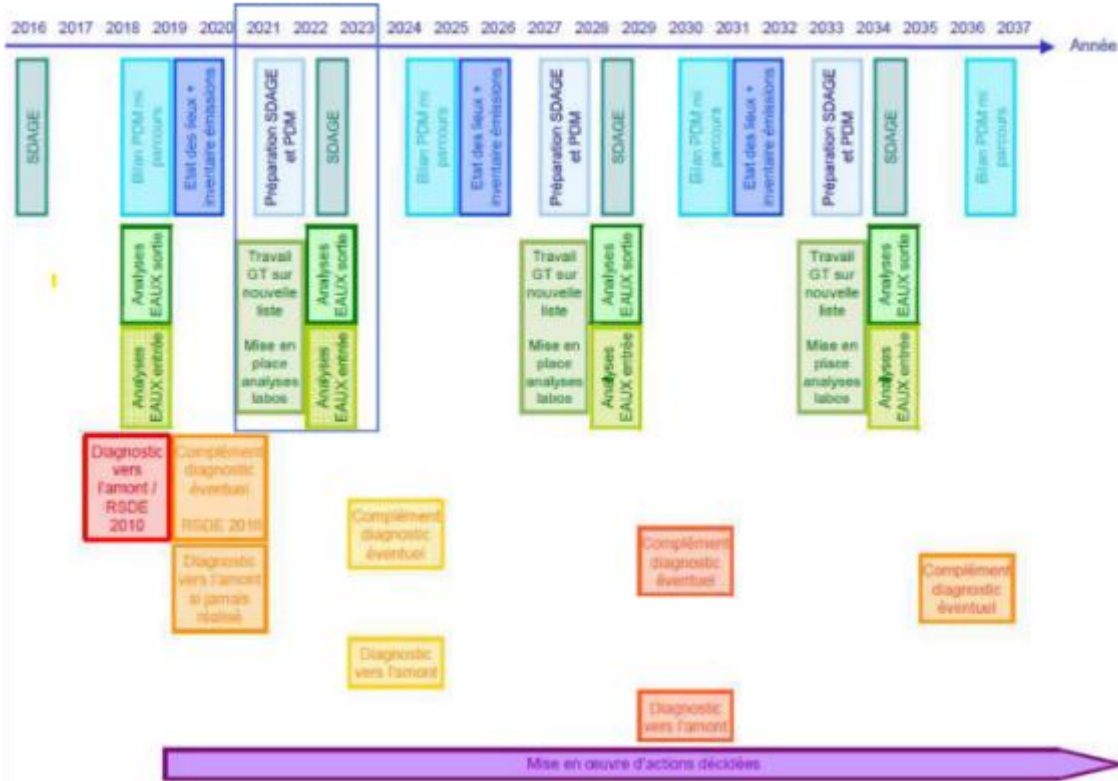 2016 2017 2018 2019 2020 2021 2022 2023 2024 2025 2026 2027 2028 2029 2030 2031 2032 2033 2034 2035 2036 2037
Année
SDAGE
Bilan PDM mi
parcours
Etat des lieux +
inventaire émissions
Préparation SDAGE
et PDM
SDAGE
Bilan PDM mi
parcours
Etat des lieux +
inventaire émissions
Préparation SDAGE
et PDM
SDAGE
Bilan PDM mi
parcours
Etat des lieux +
inventaire émissions
Préparation SDAGE
et PDM
SDAGE
Bilan PDM mi
parcours
Analyses
EAUX sortie
Travail
GT sur
nouvelle
liste
Mise en
place
analyses
labos
Analyses
EAUX sortie
Travail
GT sur
nouvelle
liste
Mise en
place
analyses
labos
Analyses
EAUX sortie
Travail
GT sur
nouvelle
liste
Mise en
place
analyses
labos
Analyses
EAUX sortie
Analyses
EAUX entrée
Analyses
EAUX entrée
Analyses
EAUX entrée
Analyses
EAUX entrée
Diagnostic
vers
l'amont /
RSDE
2010
Complément
diagnostic
éventuel
RSDE 2016
Diagnostic
vers l'amont
si jamais
réalisé
Complément
diagnostic
éventuel
Complément
diagnostic
éventuel
Complément
diagnostic
éventuel
Diagnostic
vers l'amont
Diagnostic
vers l'amont
Mise en œuvre d'actions décidées